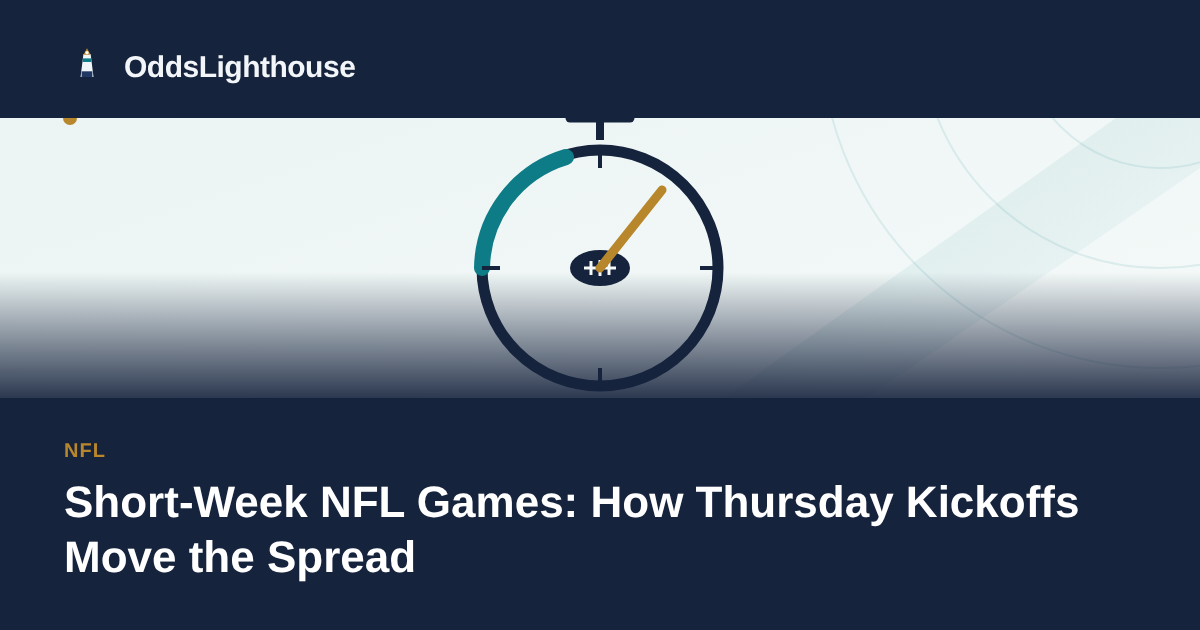 OddsLighthouse
NFL
Short-Week NFL Games: How Thursday Kickoffs
Move the Spread